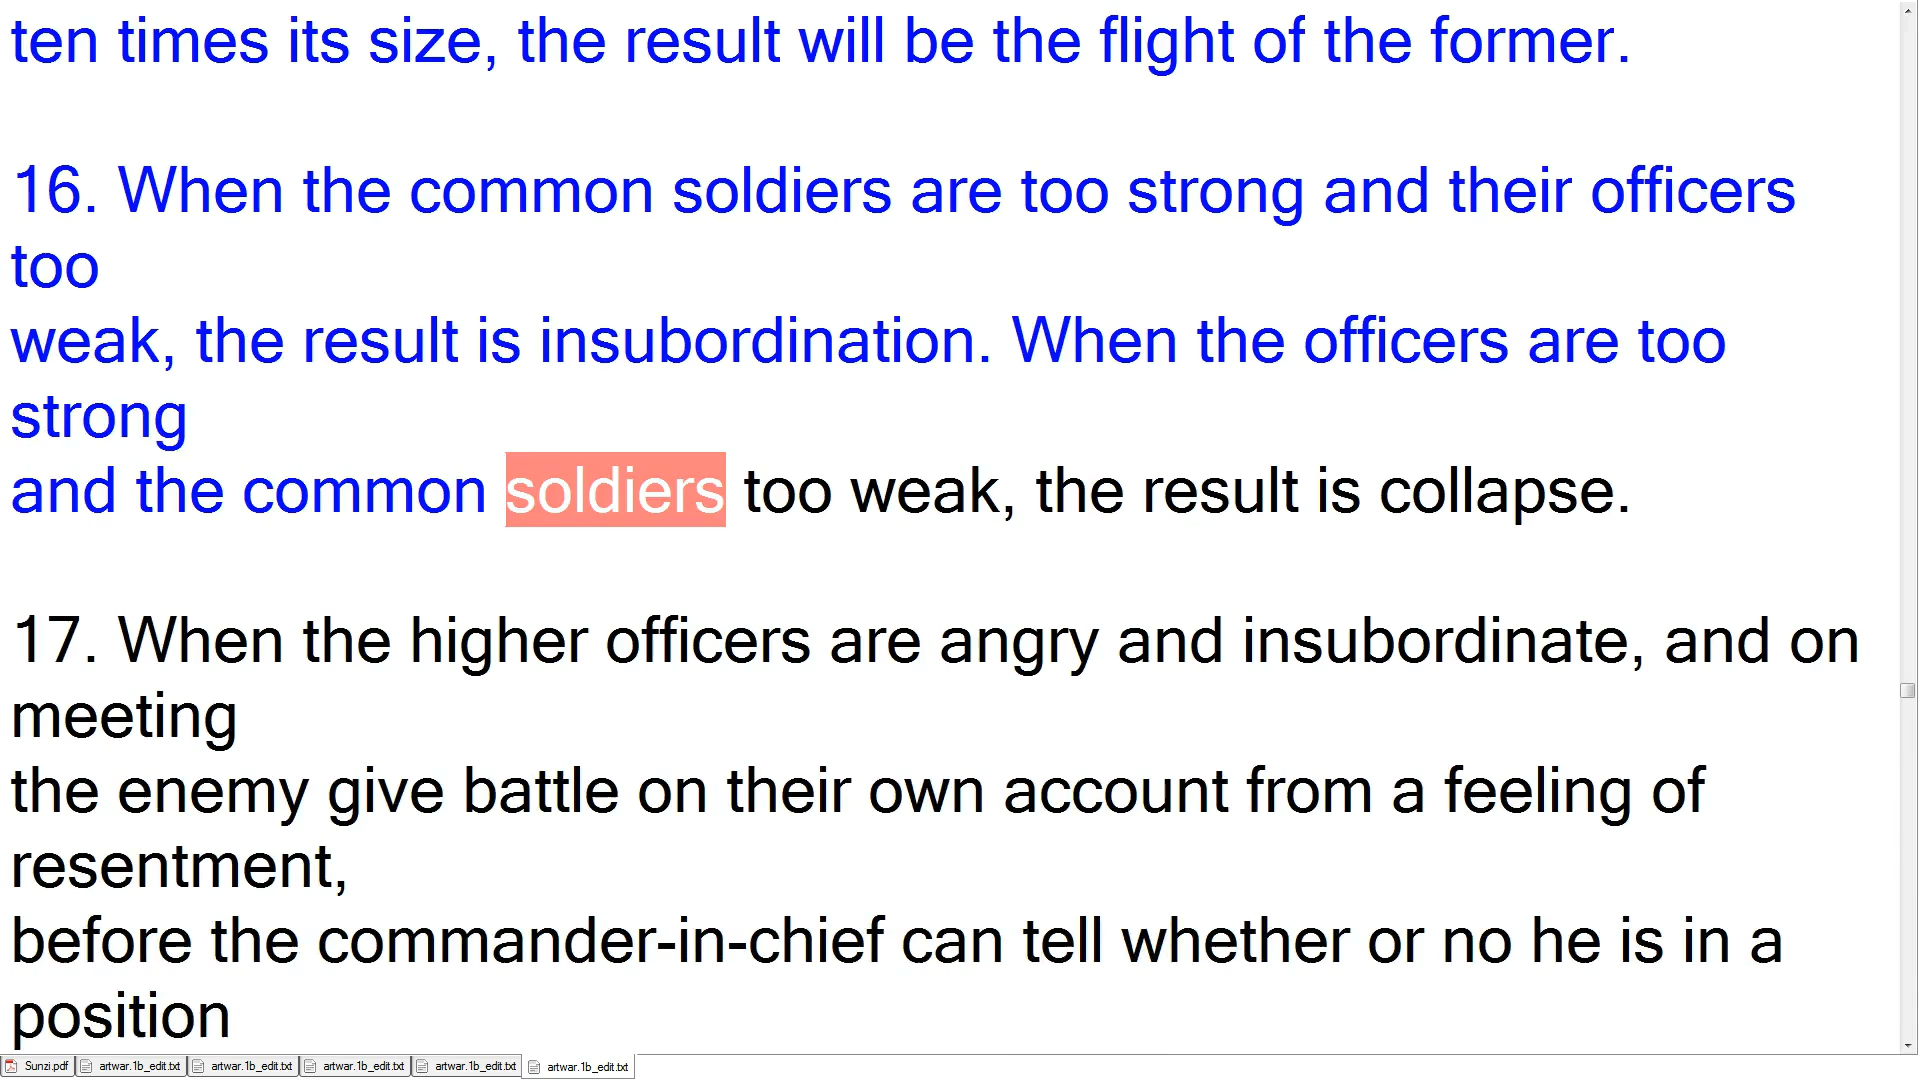 ten times its size, the result will be the flight of the former.
16. When the common soldiers are too strong and their officers
too
weak, the result is insubordination. When the officers are too
strong
and the common soldiers too weak, the result is collapse.
17. When the higher officers are angry and insubordinate, and on
meeting
the enemy give battle on their own account from a feeling of
resentment,
before the commander-in-chief can tell whether or no he is in a
position
Sunzi.pdf artwar.1b_edit.txt artwar.1b_edit.txt artwar.1b_edit.txt artwar.1b_edit.txt artwar.1b_edit.txt